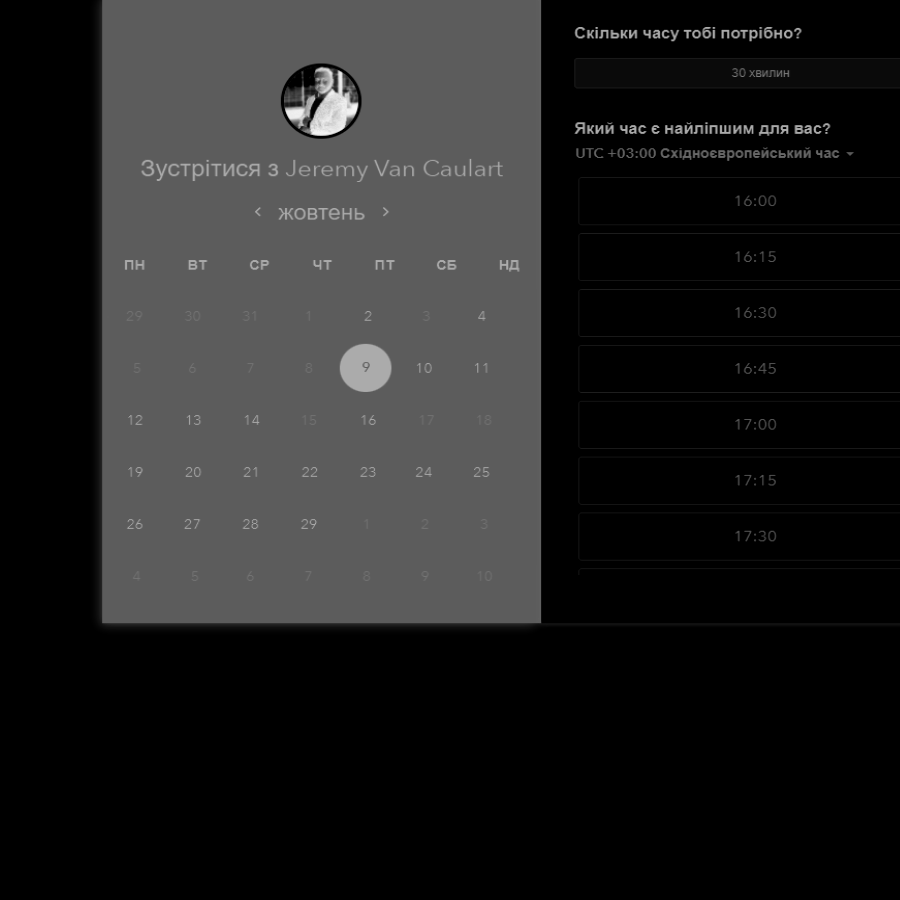 Зустрітися з Jeremy Van Caulart
жовтень
ПН ВТ СР ЧТ ПТ СБ НД
29 30 31 1 2 3 4
5 6 7 8 9 10 11
12 13 14 15 16 17 18
19 20 21 22 23 24 25
26 27 28 29 1 2 3
4 5 6 7 8 9 10
Скільки часу тобі потрібно?
30 хвилин
Який час є найліпшим для вас?
UTC +03:00 Східноєвропейський час
16:00
16:15
16:30
16:45
17:00
17:15
17:30